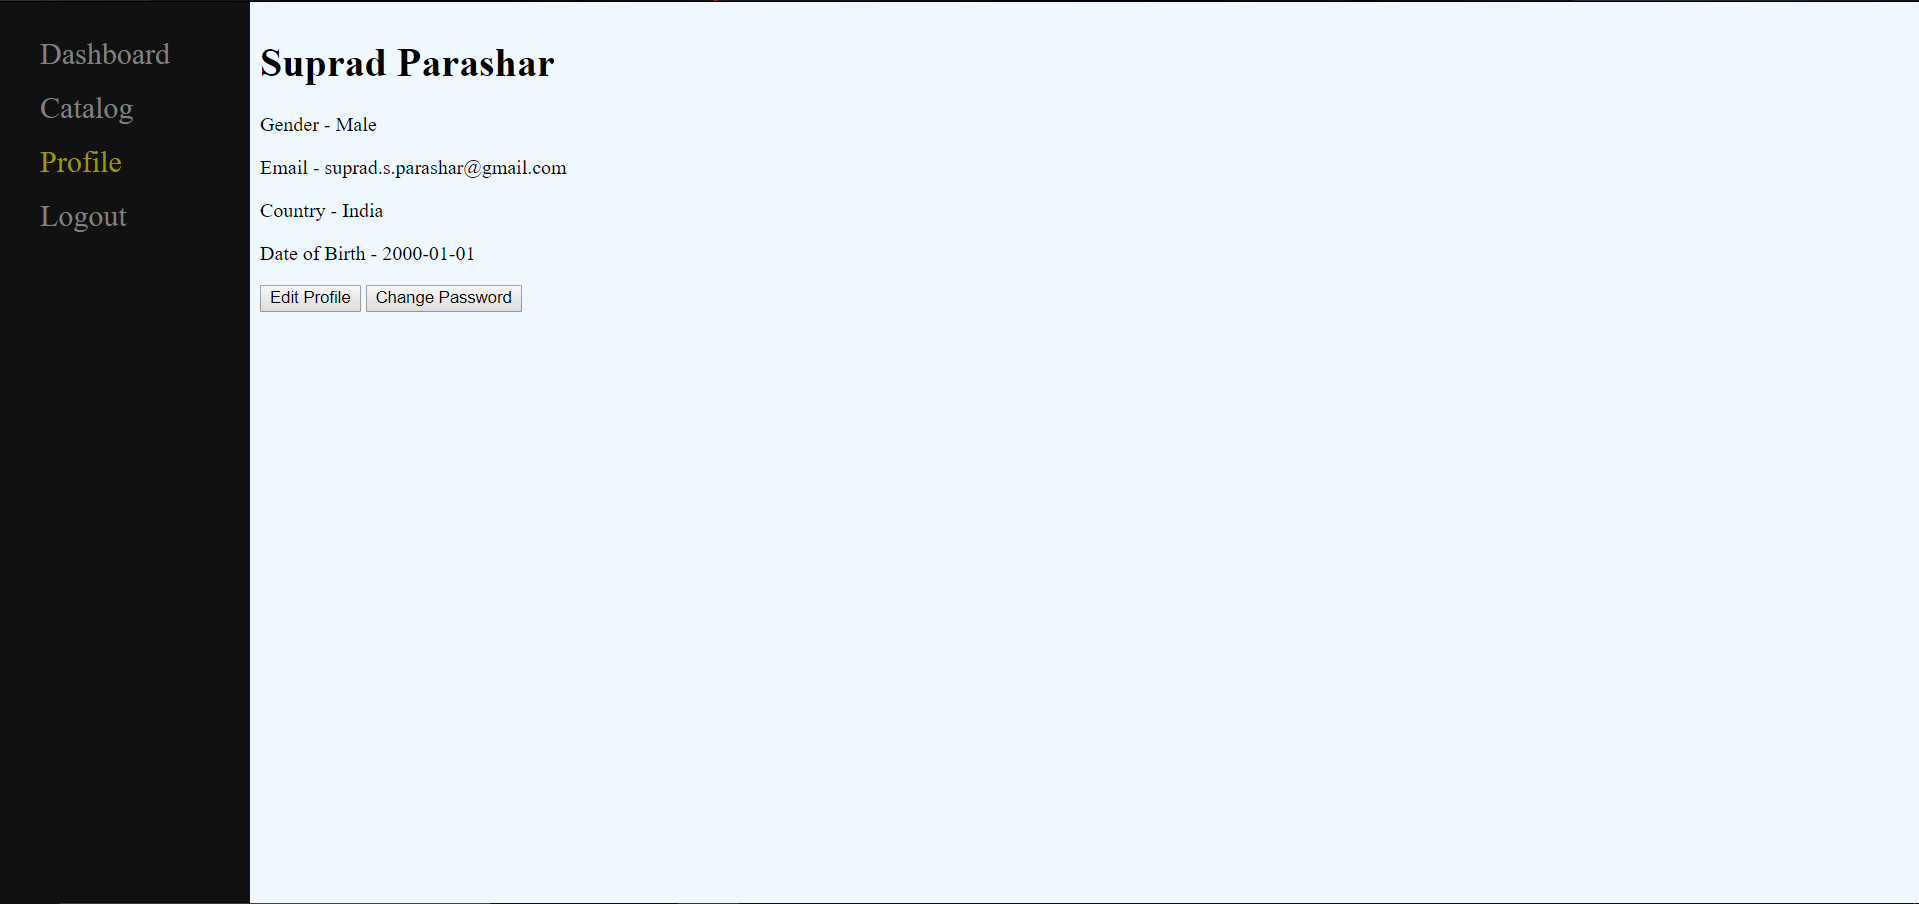 Dashboard
Catalog
Profile
Logout
Suprad Parashar
Gender - Male
Email - suprad.s.parashar@gmail.com
Country - India
Date of Birth - 2000-01-01
Edit Profile Change Password